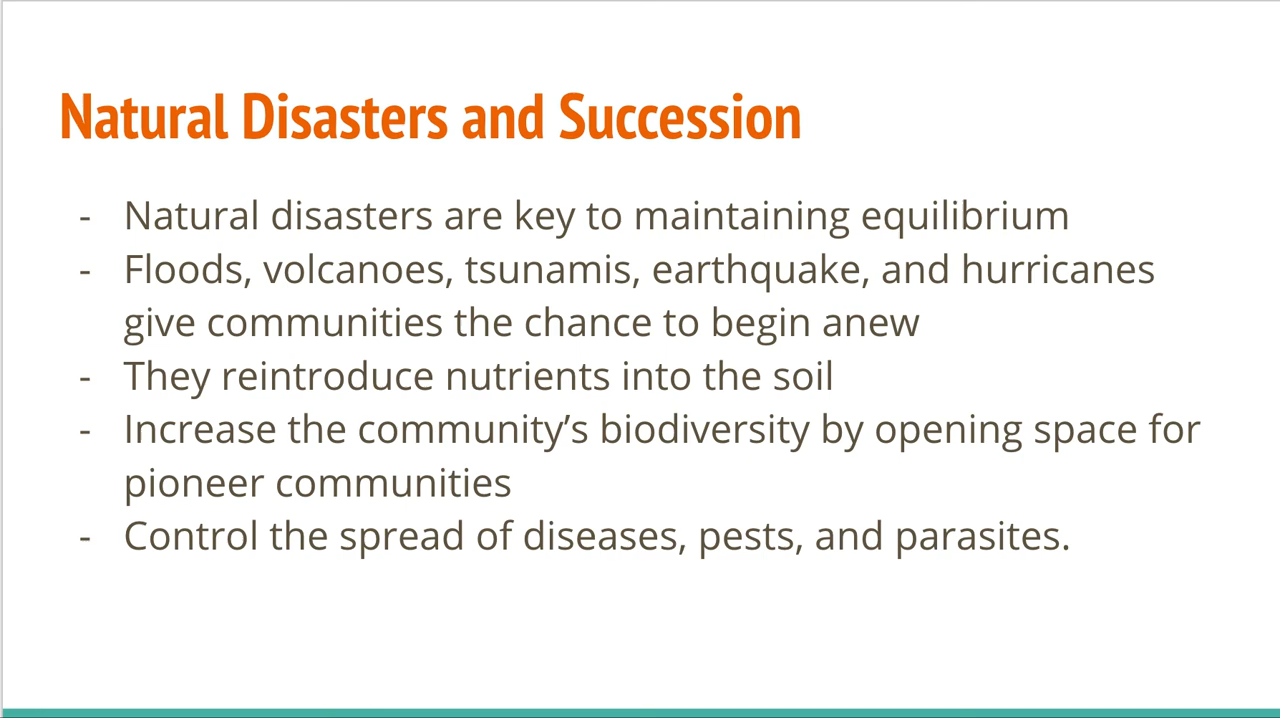 Natural Disasters and Succession
- Natural disasters are key to maintaining equilibrium
- Floods, volcanoes, tsunamis, earthquake, and hurricanes
give communities the chance to begin anew
- They reintroduce nutrients into the soil
- Increase the community’s biodiversity by opening space for
pioneer communities
- Control the spread of diseases, pests, and parasites.